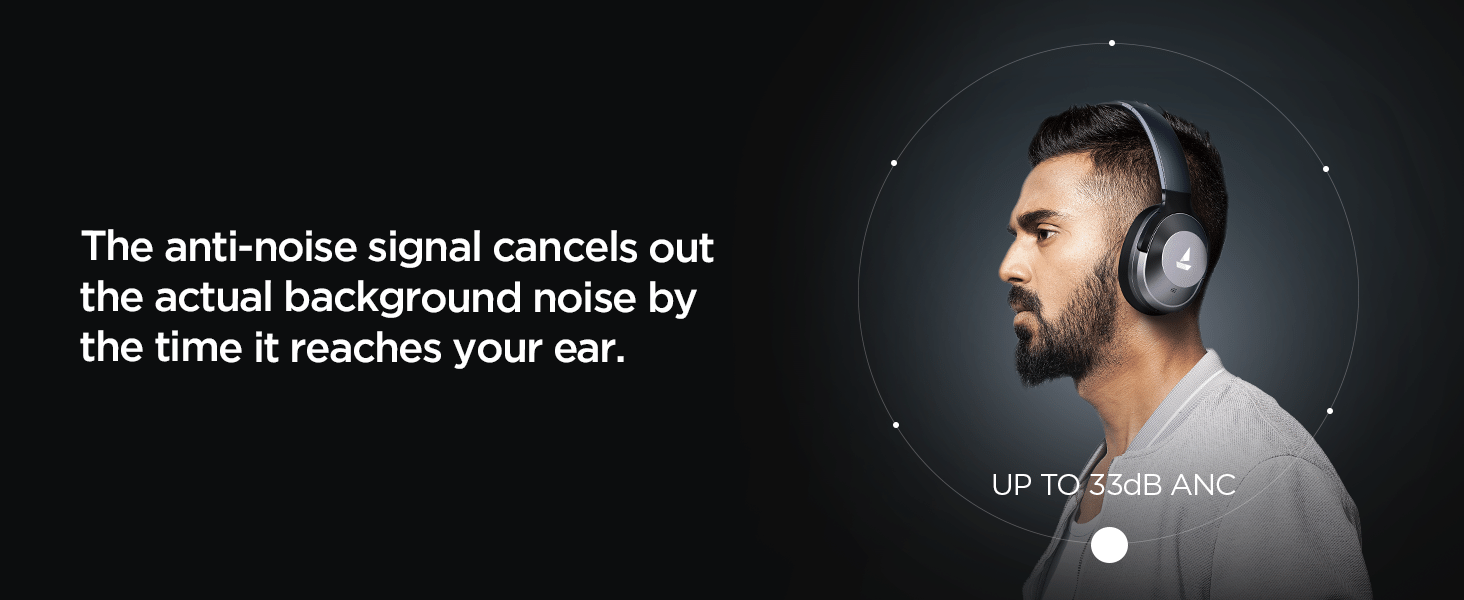 The anti-noise signal cancels out
the actual background noise by
the time it reaches your ear.
UP TO 33dB ANC